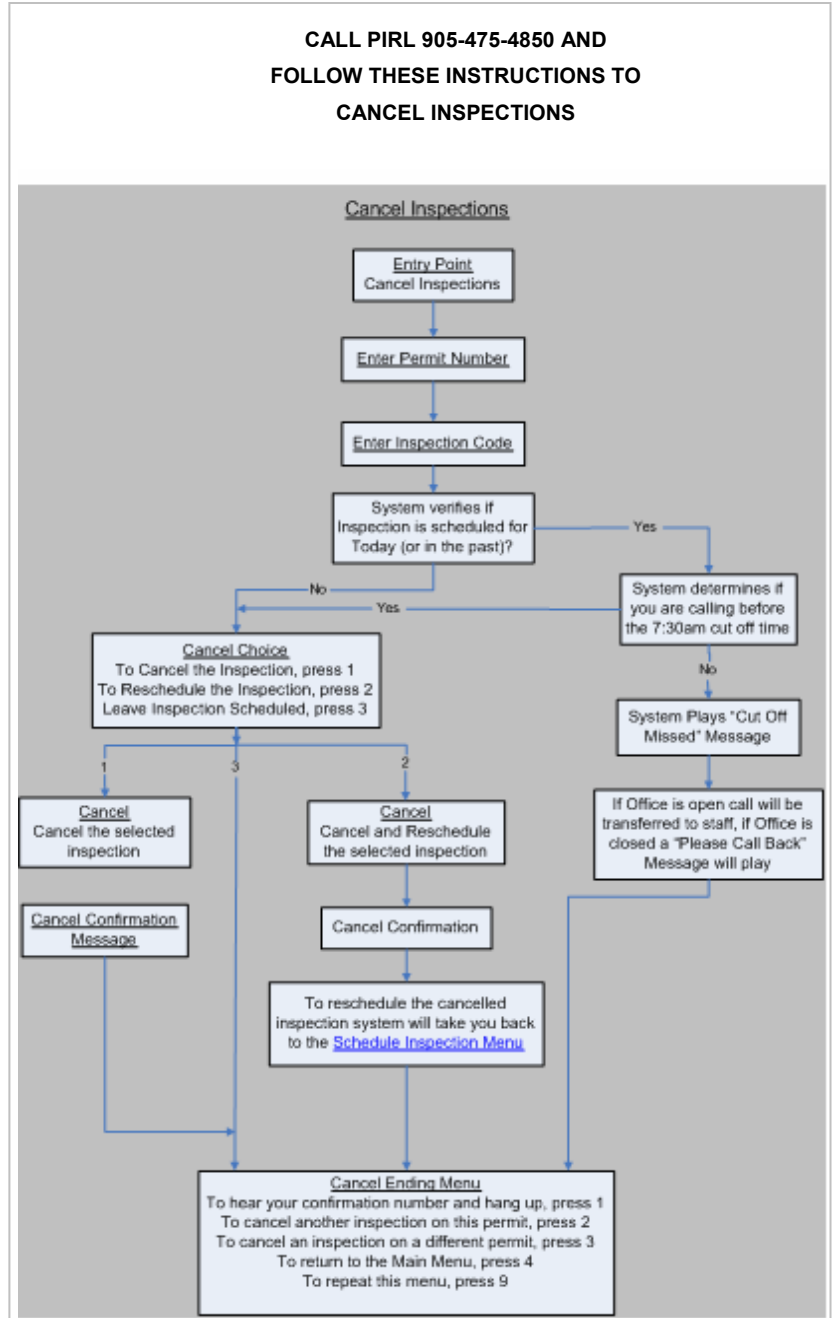 CALL PIRL 905-475-4850 AND
FOLLOW THESE INSTRUCTIONS TO
CANCEL INSPECTIONS
Cancel Inspections
Entry Point
Cancel Inspections
Enter Permit Number
Enter Inspection Code
System verifies if
Inspection is scheduled for
Today (or in the past)?
Yes
No
System determines if
you are calling before
the 7:30am cut off time
Yes
No
Cancel Choice
To Cancel the Inspection, press 1
To Reschedule the Inspection, press 2
Leave Inspection Scheduled, press 3
System Plays "Cut Off
Missed" Message
1
3
2
Cancel
Cancel the selected
inspection
Cancel
Cancel and Reschedule
the selected inspection
If Office is open call will be
transferred to staff, if Office is
closed a "Please Call Back"
Message will play
Cancel Confirmation
Message
Cancel Confirmation
To reschedule the cancelled
inspection system will take you back
to the Schedule Inspection Menu
Cancel Ending Menu
To hear your confirmation number and hang up, press 1
To cancel another inspection on this permit, press 2
To cancel an inspection on a different permit, press 3
To return to the Main Menu, press 4
To repeat this menu, press 9